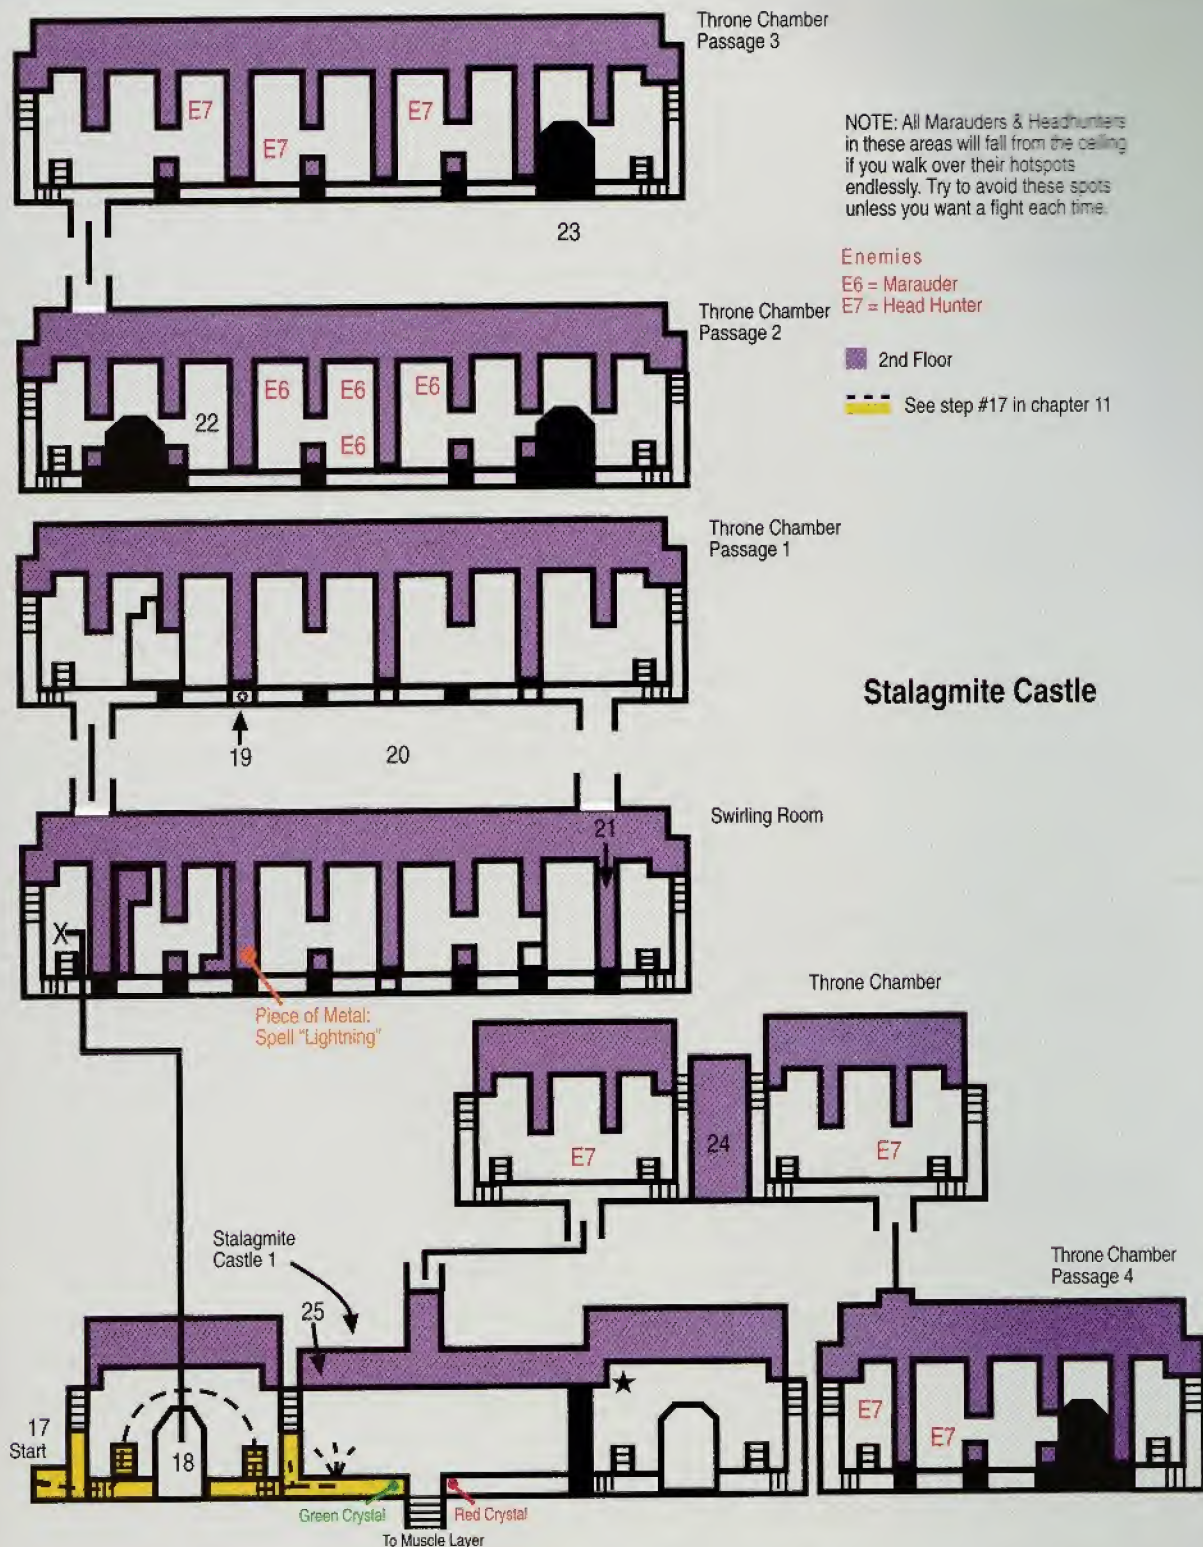 Throne Chamber
Passage 3
E7
E7
E7
NOTE: All Marauders & Headhunters
in these areas will fall from the ceiling
if you walk over their hotspots
endlessly. Try to avoid these spots
unless you want a fight each time.
23
Enemies
E6 = Marauder
E7 = Head Hunter
Throne Chamber
Passage 2
2nd Floor
E6
E6
E6
22
E6
See step #17 in chapter 11
Throne Chamber
Passage 1
Stalagmite Castle
19
20
Swirling Room
21
X
Piece of Metal:
Spell "Lightning"
Throne Chamber
E7
24
E7
Stalagmite
Castle 1
Throne Chamber
Passage 4
25
17
Start
18
E7
E7
Green Crystal
Red Crystal
To Muscle Layer